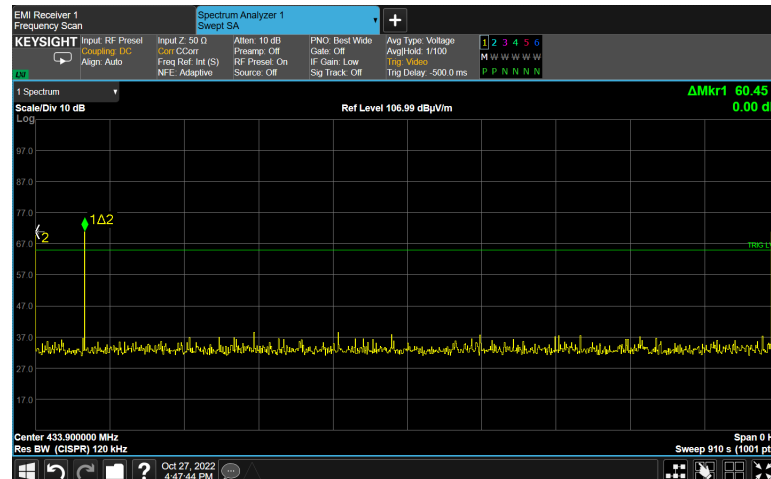 EMI Receiver 1
Frequency Scan
Spectrum Analyzer 1
Swept SA
KEYSIGHT
LXI
Input: RF Presel
Coupling: DC
Align: Auto
Input Z: 50 Ω
Corr CCorr
Freq Ref: Int (S)
NFE: Adaptive
Atten: 10 dB
Preamp: Off
RF Presel: On
Source: Off
PNO: Best Wide
Gate: Off
IF Gain: Low
Sig Track: Off
Avg Type: Voltage
Avg|Hold: 1/100
Trig: Video
Trig Delay: -500.0 ms
1 2 3 4 5 6
M W W W W W
P P N N N N
1 Spectrum
Scale/Div 10 dB
Log
Ref Level 106.99 dBµV/m
ΔMkr1 60.45
0.00 d
97.0
87.0
77.0
1Δ2
2
67.0
TRIG LV
57.0
47.0
37.0
27.0
17.0
Center 433.900000 MHz
Res BW (CISPR) 120 kHz
Span 0 H
Sweep 910 s (1001 pt
?
Oct 27, 2022
4:47:44 PM